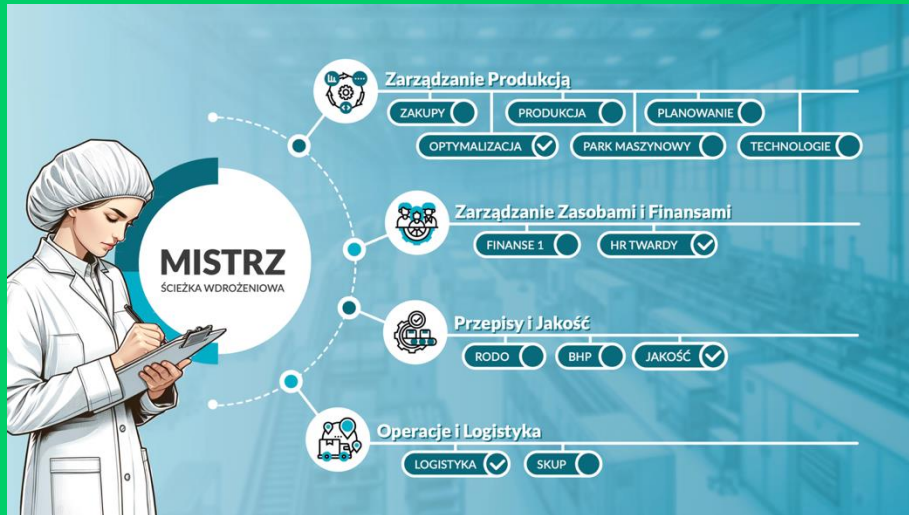 Zarządzanie Produkcją
ZAKUPY
PRODUKCJA
PLANOWANIE
OPTYMALIZACJA
PARK MASZYNOWY
TECHNOLOGIE
Zarządzanie Zasobami i Finansami
FINANSE 1
HR TWARDY
MISTRZ
ŚCIEŻKA WDROŻENIOWA
Przepisy i Jakość
RODO
BHP
JAKOŚĆ
Operacje i Logistyka
LOGISTYKA
SKUP